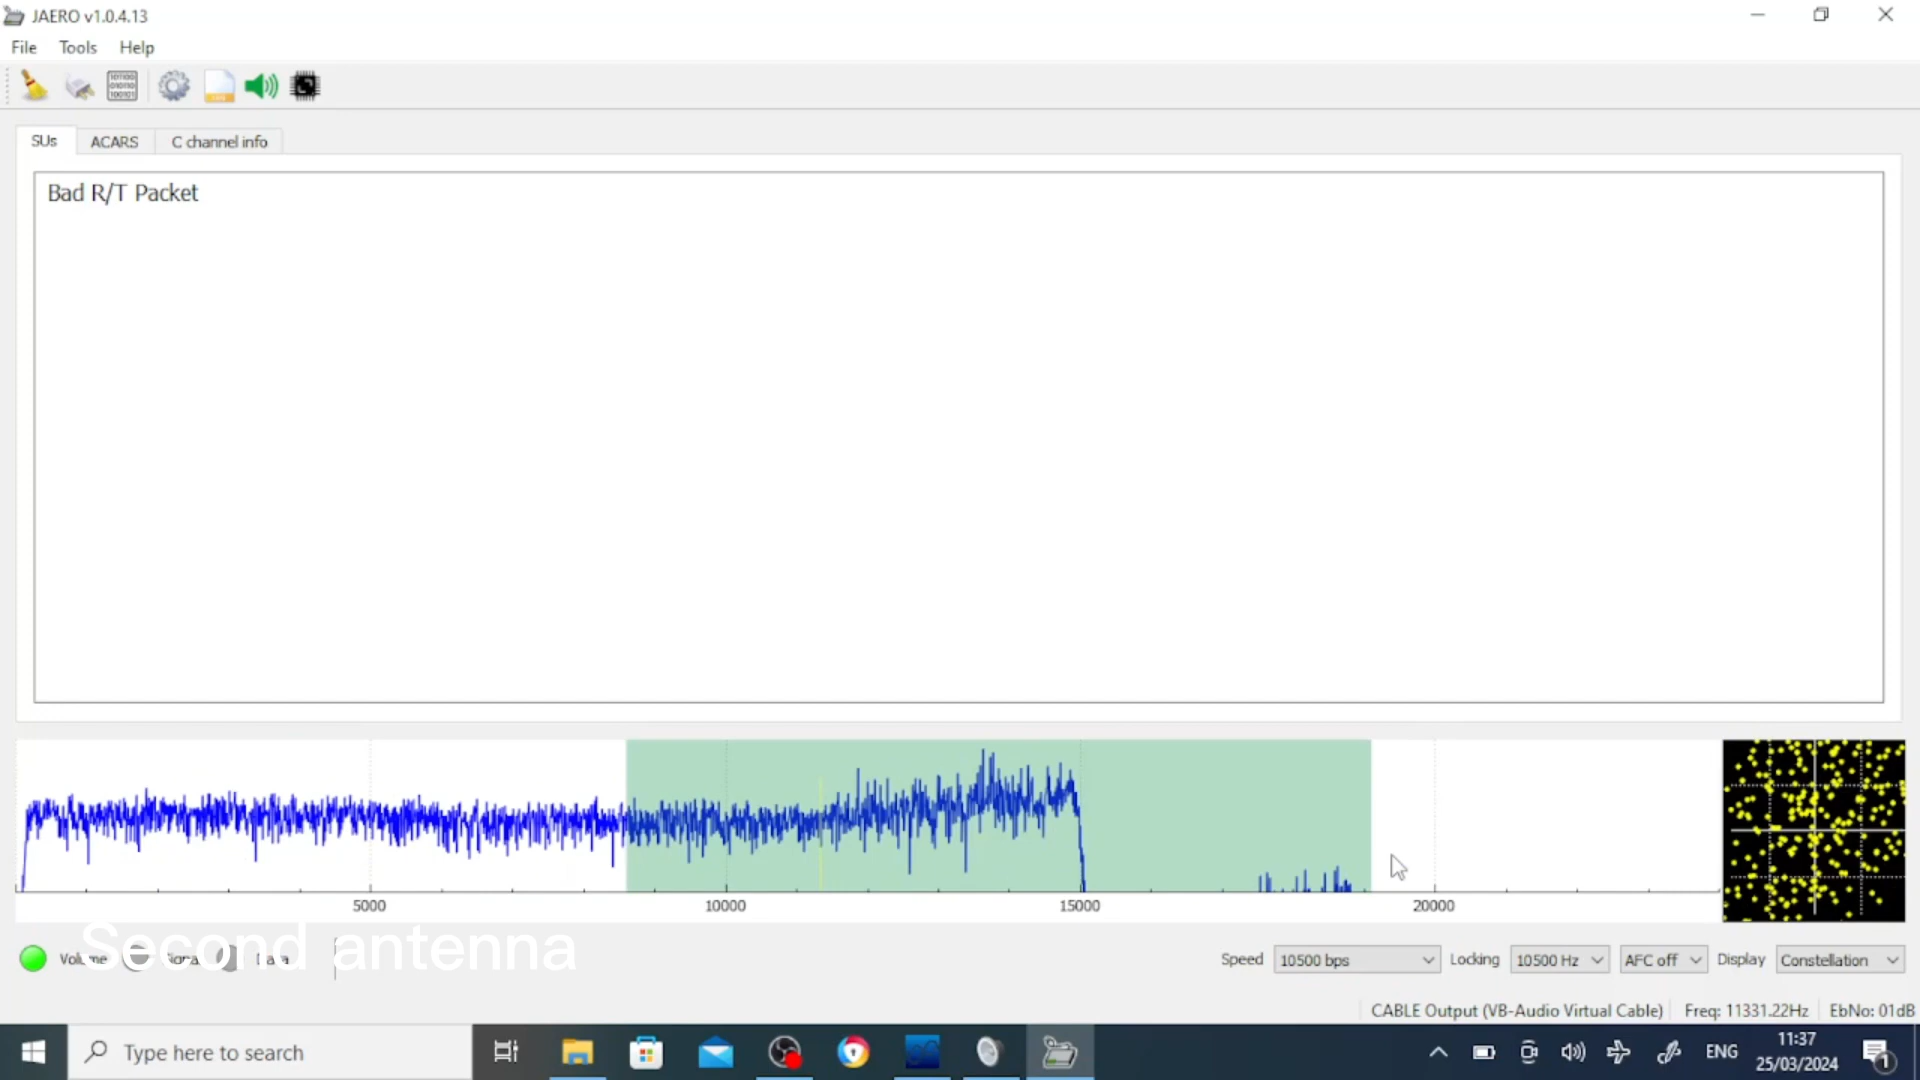 JAERO v1.0.4.13
File Tools Help
SUs ACARS C channel info
Bad R/T Packet
5000 10000 15000 20000
Second antenna
Speed 10500 bps Locking 10500 Hz AFC off Display Constellation
CABLE Output (VB-Audio Virtual Cable) Freq: 11331.22Hz EbNo: 01dB
Type here to search
ENG
11:37
25/03/2024
1